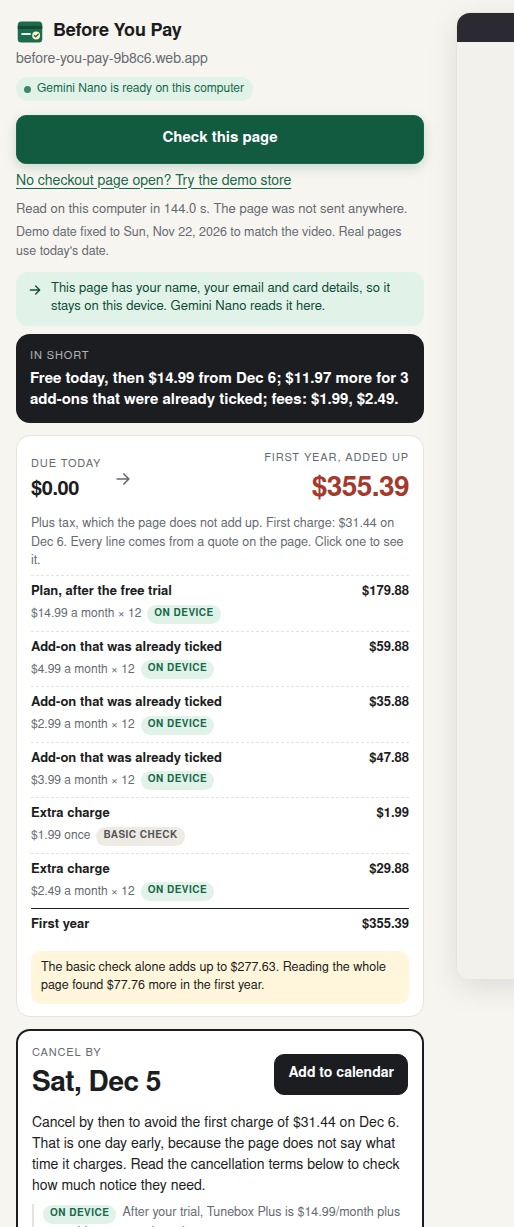 Before You Pay
before-you-pay-9b8c6.web.app
Gemini Nano is ready on this computer
Check this page
No checkout page open? Try the demo store
Read on this computer in 144.0 s. The page was not sent anywhere.
Demo date fixed to Sun, Nov 22, 2026 to match the video. Real pages
use today's date.
→ This page has your name, your email and card details, so it
stays on this device. Gemini Nano reads it here.
IN SHORT
Free today, then $14.99 from Dec 6; $11.97 more for 3
add-ons that were already ticked; fees: $1.99, $2.49.
DUE TODAY
$0.00
→
FIRST YEAR, ADDED UP
$355.39
Plus tax, which the page does not add up. First charge: $31.44 on
Dec 6. Every line comes from a quote on the page. Click one to see
it.
Plan, after the free trial $179.88
$14.99 a month × 12 ON DEVICE
Add-on that was already ticked $59.88
$4.99 a month × 12 ON DEVICE
Add-on that was already ticked $35.88
$2.99 a month × 12 ON DEVICE
Add-on that was already ticked $47.88
$3.99 a month × 12 ON DEVICE
Extra charge $1.99
$1.99 once BASIC CHECK
Extra charge $29.88
$2.49 a month × 12 ON DEVICE
First year $355.39
The basic check alone adds up to $277.63. Reading the whole
page found $77.76 more in the first year.
CANCEL BY
Sat, Dec 5
Add to calendar
Cancel by then to avoid the first charge of $31.44 on Dec 6.
That is one day early, because the page does not say what
time it charges. Read the cancellation terms below to check
how much notice they need.
ON DEVICE After your trial, Tunebox Plus is $14.99/month plus